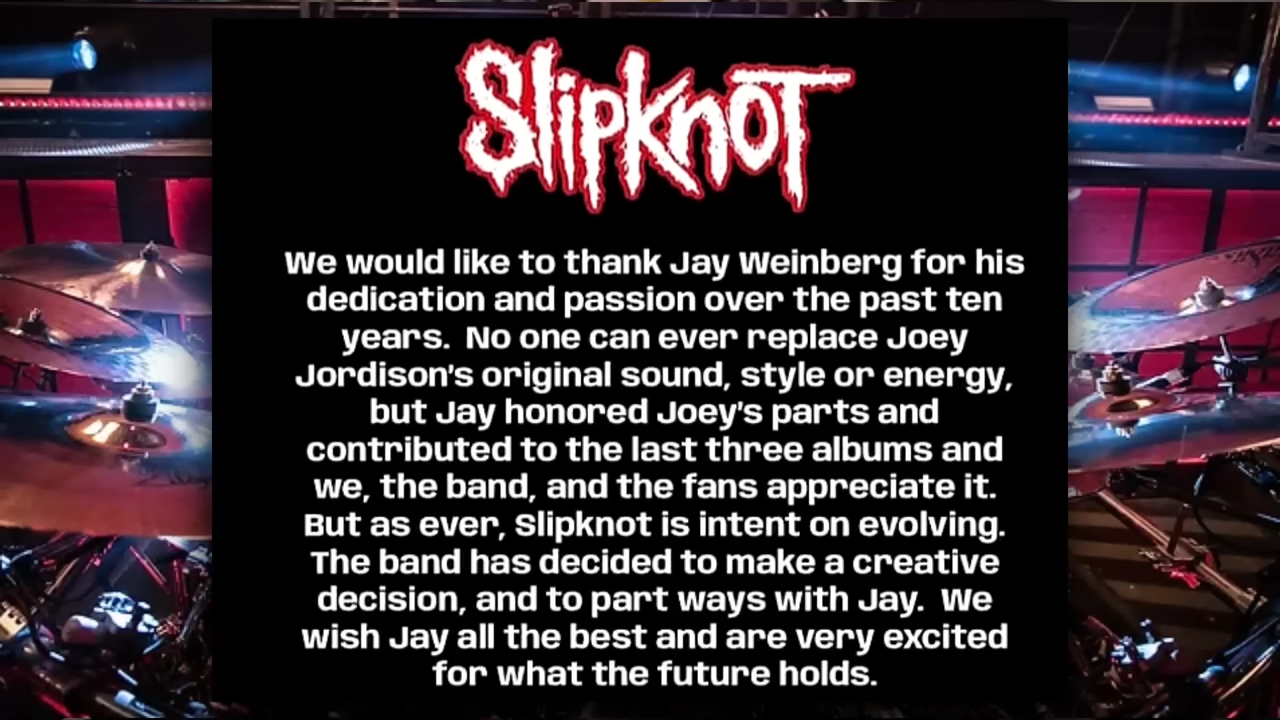 SlipknoT
We would like to thank Jay Weinberg for his
dedication and passion over the past ten
years.  No one can ever replace Joey
Jordison's original sound, style or energy,
but Jay honored Joey's parts and
contributed to the last three albums and
we, the band, and the fans appreciate it.
But as ever, Slipknot is intent on evolving.
The band has decided to make a creative
decision, and to part ways with Jay.  We
wish Jay all the best and are very excited
for what the future holds.